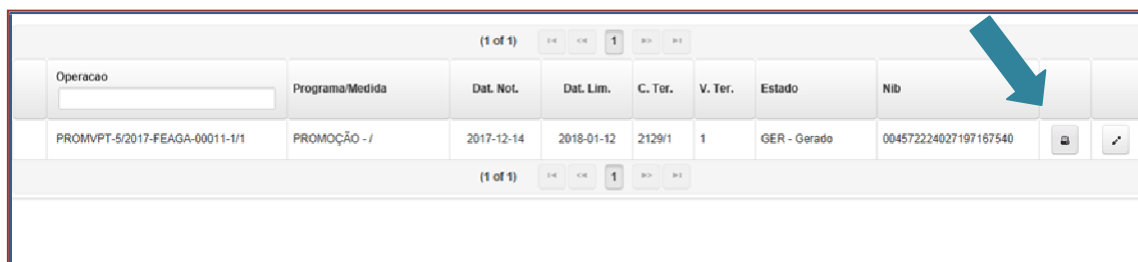 (1 of 1) 1
Operacao Programa/Medida Dat. Not. Dat. Lim. C. Ter. V. Ter. Estado Nib
PROMVPT-5/2017-FEAGA-00011-1/1 PROMOÇÃO - / 2017-12-14 2018-01-12 2129/1 1 GER - Gerado 004572224027197167540
(1 of 1) 1